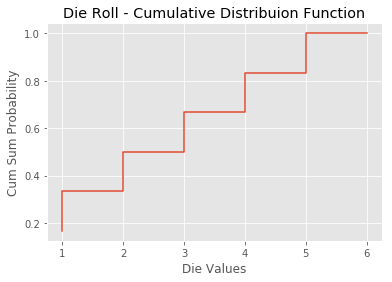 Die Roll - Cumulative Distribuion Function
1.0
0.8
0.6
0.4
0.2
Cum Sum Probability
1 2 3 4 5 6
Die Values